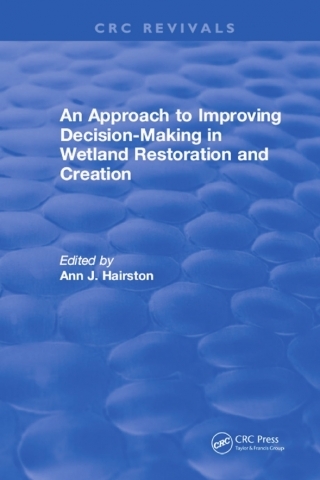 CRC REVIVALS
An Approach to Improving
Decision-Making in
Wetland Restoration and
Creation
Edited by
Ann J. Hairston
CRC
CRC Press
Taylor & Francis Group